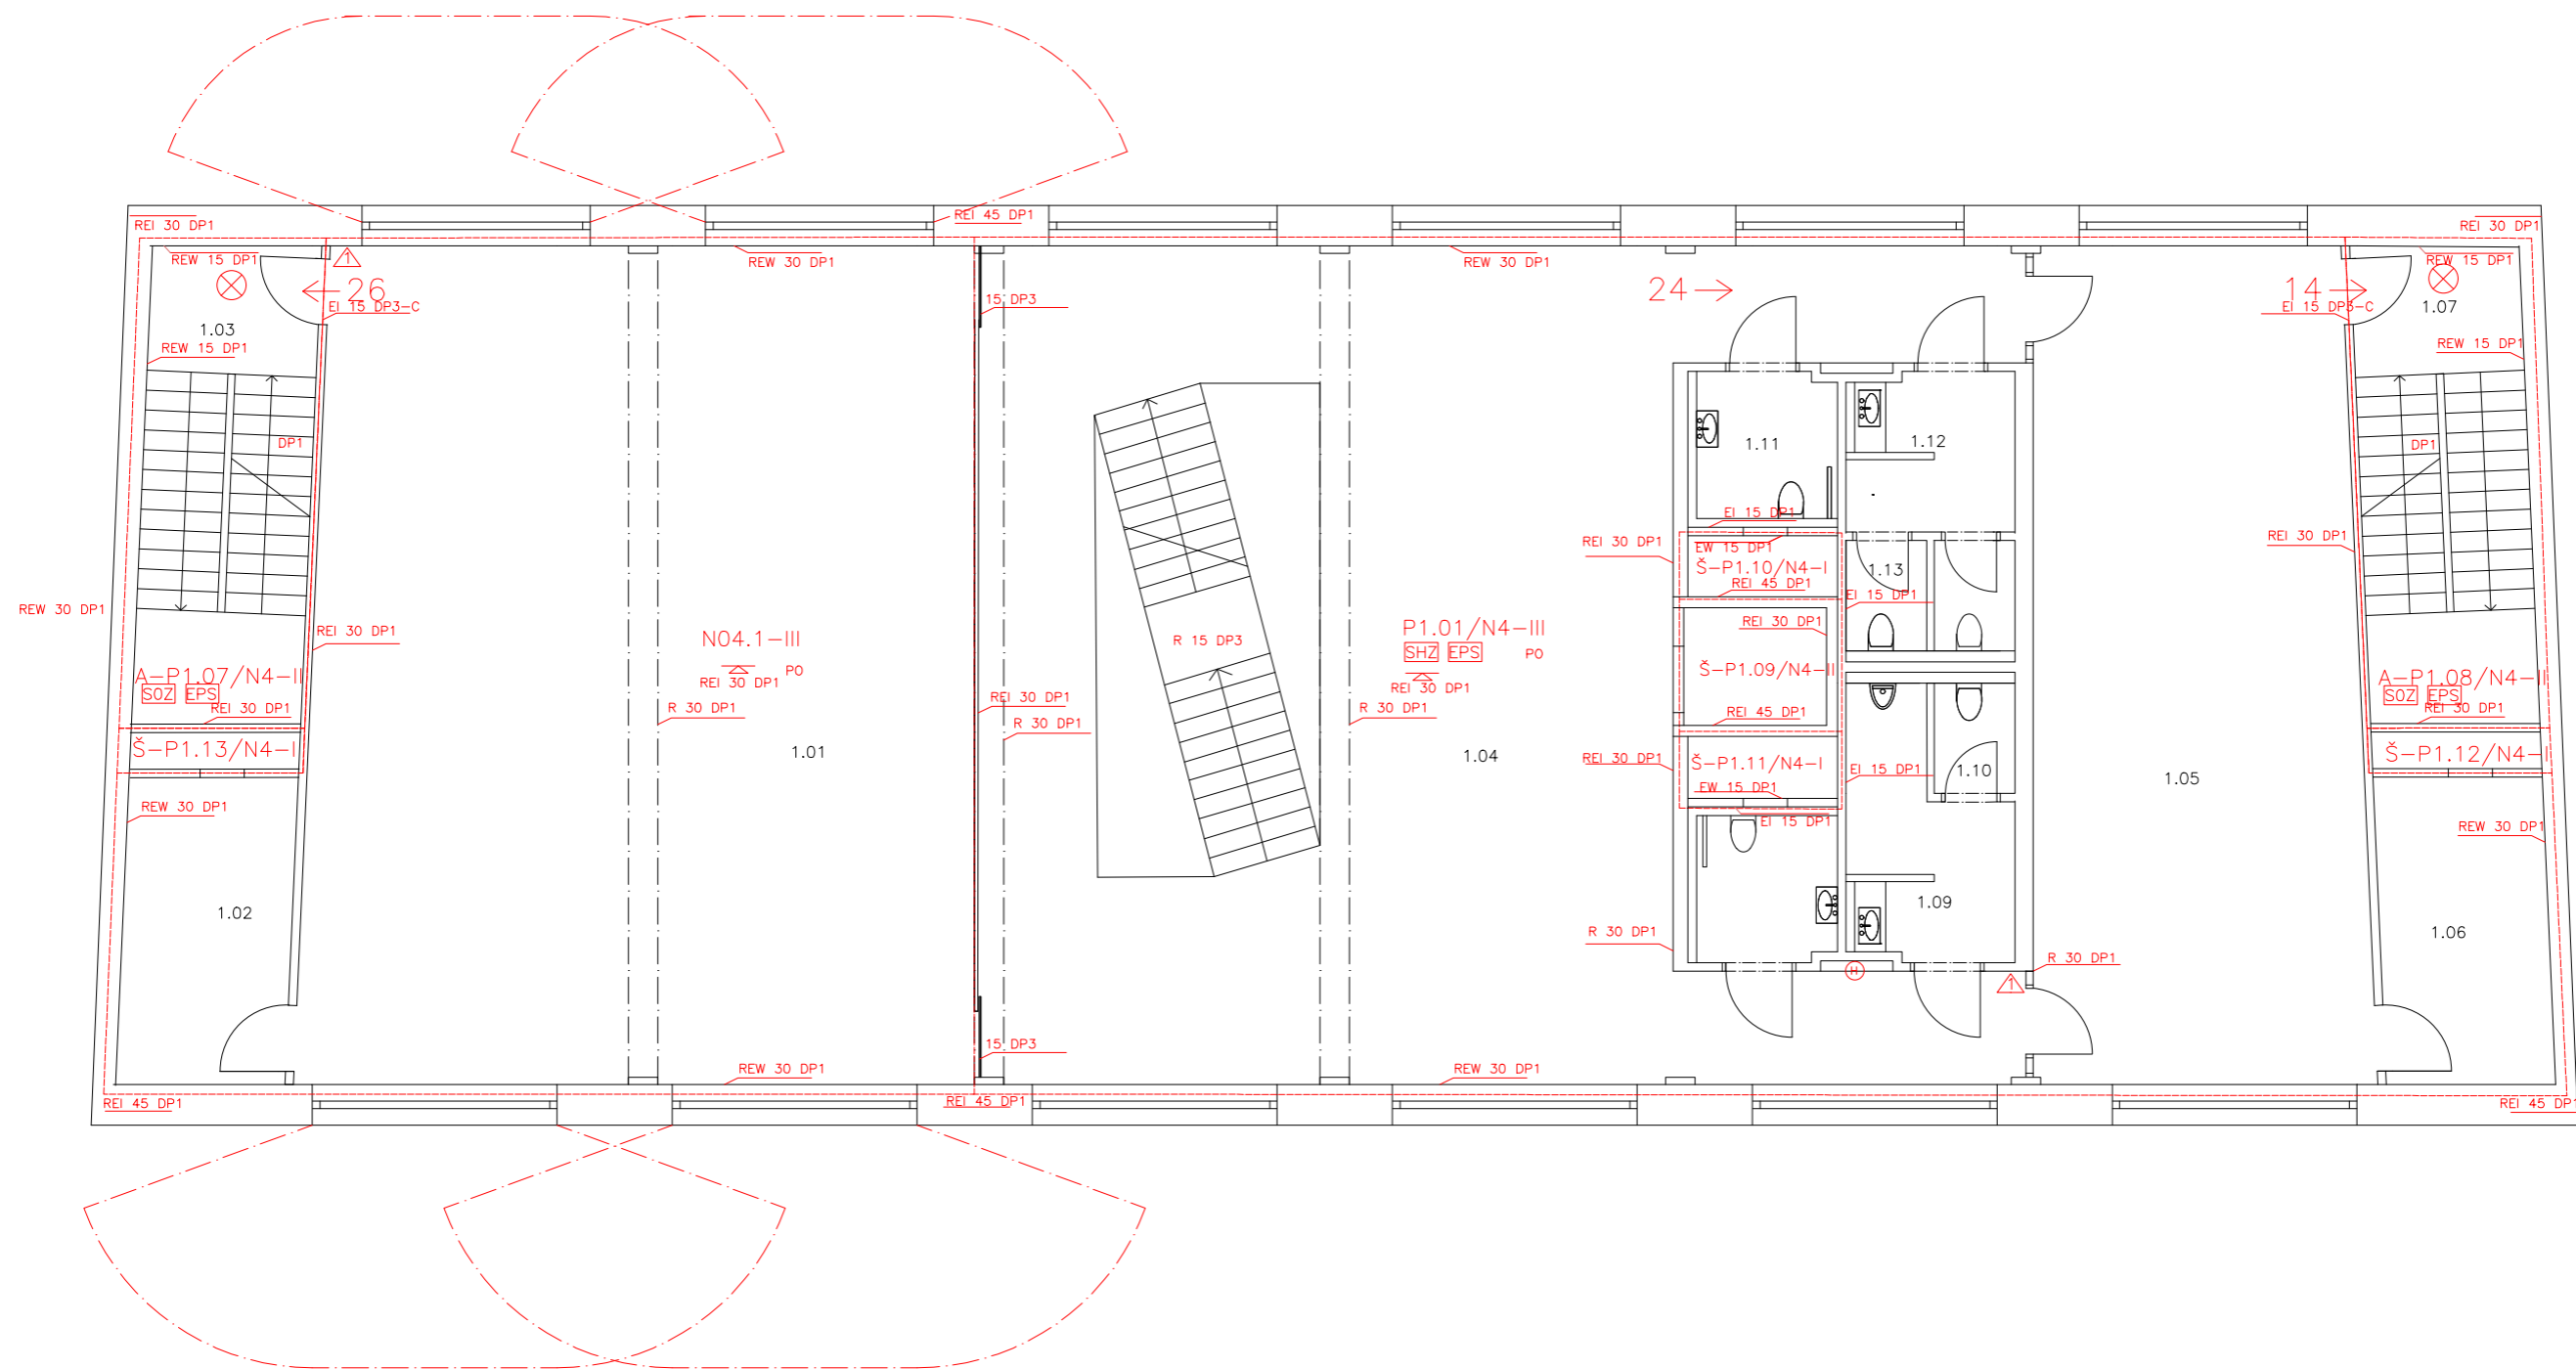 REI 30 DP1
REI 45 DP1
REI 30 DP1
REW 15 DP1
REW 30 DP1
REW 30 DP1
REW 15 DP1
1
26
EI 15 DP3-C
15 DP3
24
14
EI 15 DP3-C
1.07
1.03
REW 15 DP1
REW 15 DP1
DP1
1.11
1.12
DP1
EI 15 DP1
REI 30 DP1
EW 15 DP1
REI 30 DP1
Š-P1.10/N4-I
1.13
REI 45 DP1
EI 15 DP1
REW 30 DP1
REI 30 DP1
REI 30 DP1
N04.1-III
P1.01/N4-III
R 15 DP3
SHZ
EPS
PO
PO
REI 30 DP1
REI 30 DP1
Š-P1.09/N4-II
A-P1.07/N4-II
SOZ
EPS
A-P1.08/N4-II
SOZ
EPS
REI 30 DP1
R 30 DP1
REI 30 DP1
R 30 DP1
R 30 DP1
REI 45 DP1
REI 30 DP1
Š-P1.13/N4-I
1.01
1.04
REI 30 DP1
Š-P1.11/N4-I
EI 15 DP1
1.10
1.05
Š-P1.12/N4-I
EW 15 DP1
REW 30 DP1
EI 15 DP1
REW 30 DP1
1.02
1.09
R 30 DP1
1.06
H
1
R 30 DP1
15 DP3
REW 30 DP1
REW 30 DP1
REI 45 DP1
REI 45 DP1
REI 45 DP1